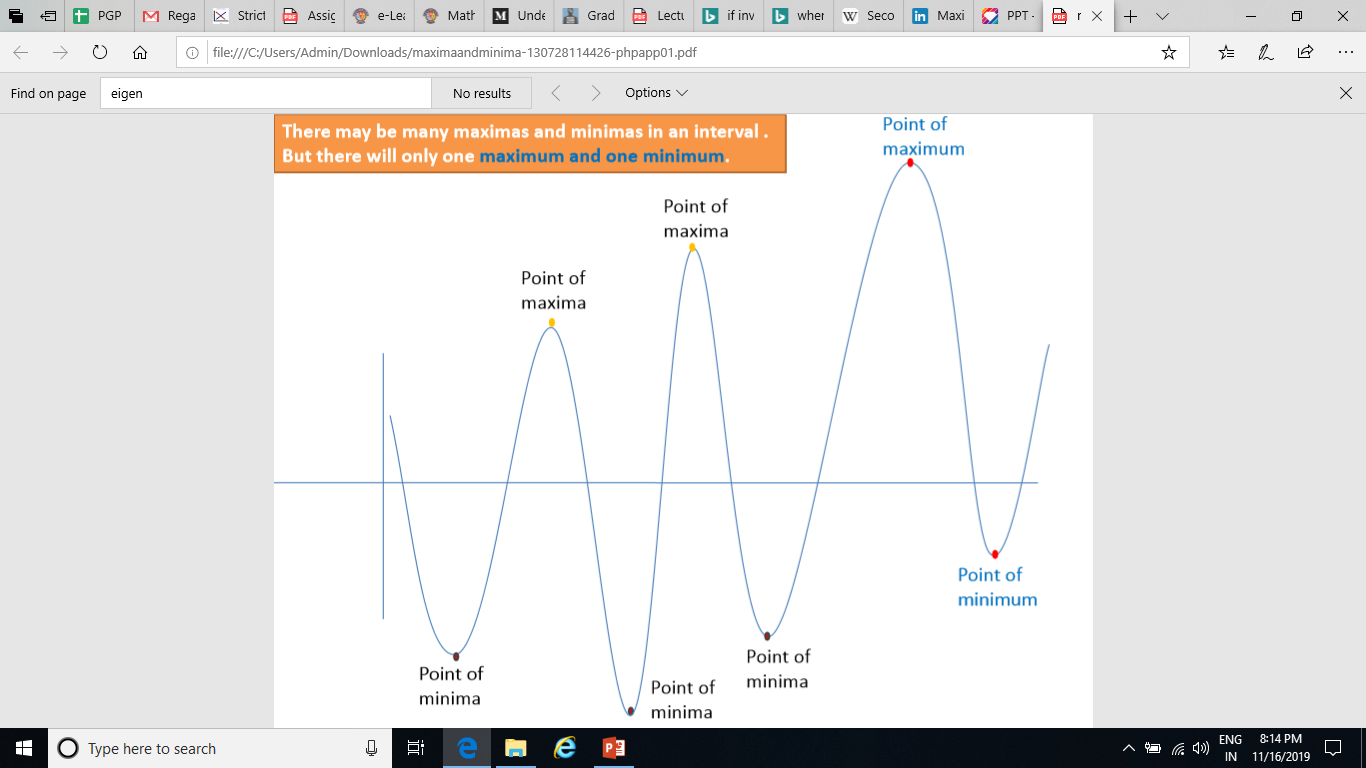 PGP
Rega
Strict
Assig
e-Lea
Math
Unde
Grad
Lectu
if inv
wher
Seco
Maxi
PPT -
r
file:///C:/Users/Admin/Downloads/maximaandminima-130728114426-phpapp01.pdf
Find on page
eigen
No results
Options
There may be many maximas and minimas in an interval .
But there will only one maximum and one minimum.
Point of
maximum
Point of
maxima
Point of
maxima
Point of
minimum
Point of
minima
Point of
minima
Point of
minima
Type here to search
ENG
IN
8:14 PM
11/16/2019